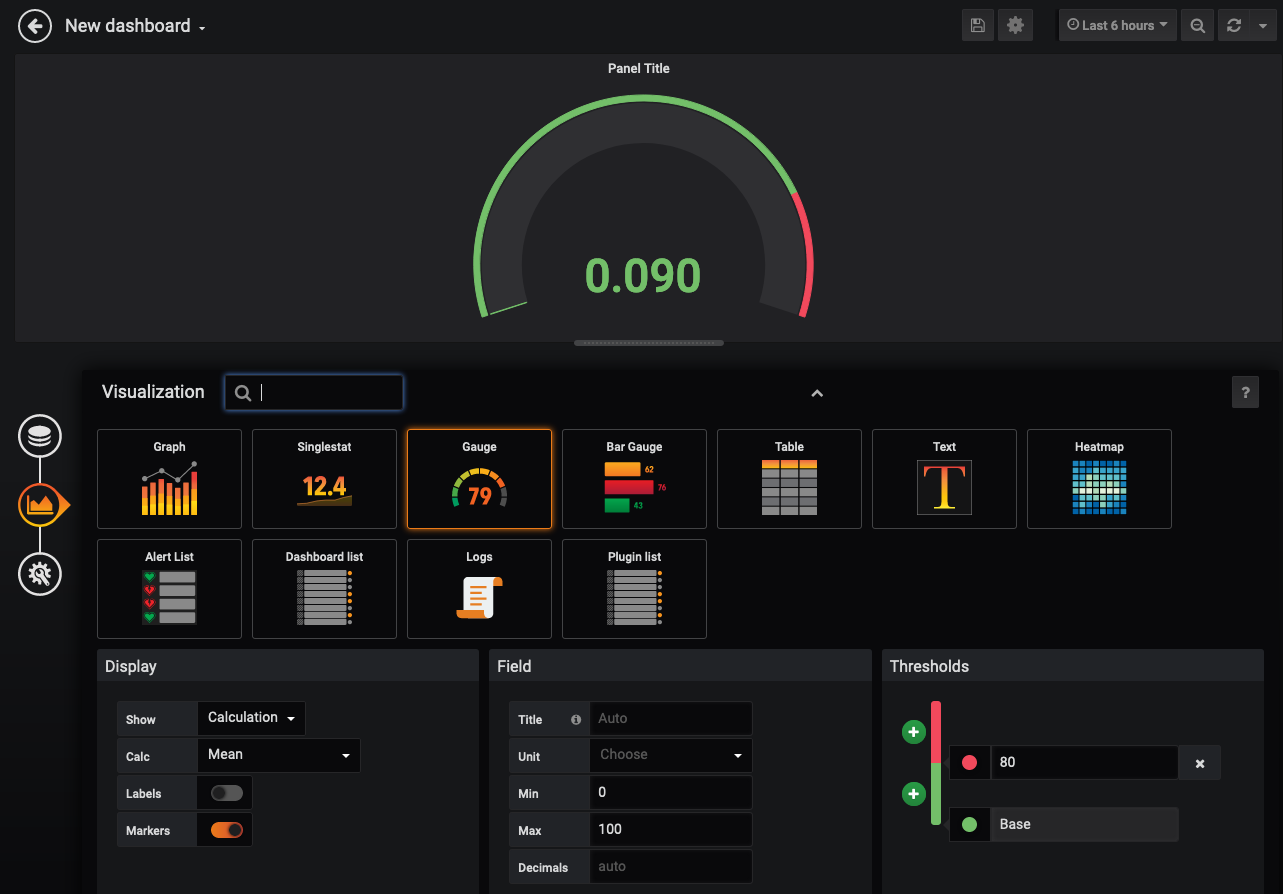 New dashboard
Last 6 hours
Panel Title
0.090
Visualization
?
Graph Singlestat Gauge Bar Gauge Table Text Heatmap
12.4 79 62 76 43 T
Alert List Dashboard list Logs Plugin list
Display Field Thresholds
Show Calculation Title Auto
Calc Mean Unit Choose 80
Labels Min 0
Markers Max 100 Base
Decimals auto